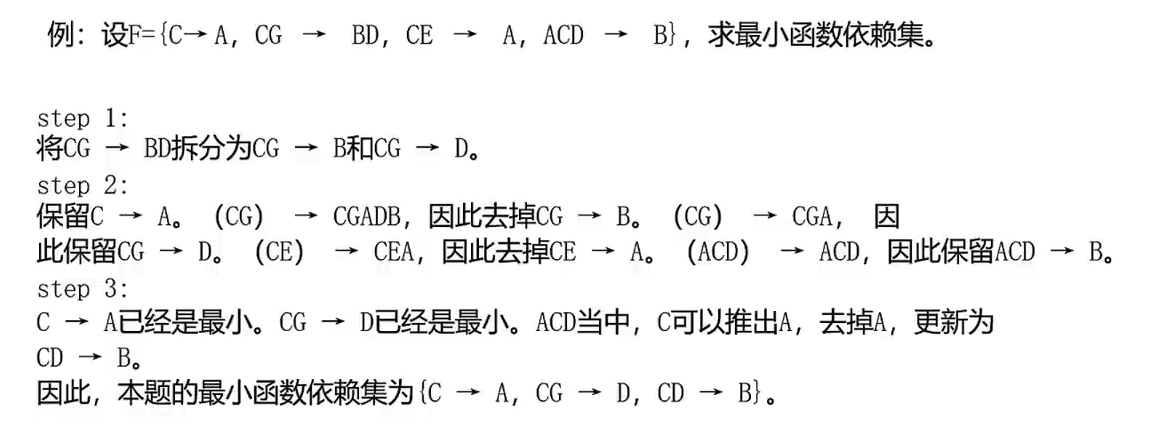 例：设F={C→A，CG → BD，CE → A，ACD → B}，求最小函数依赖集。
step 1:
将CG → BD拆分为CG → B和CG → D。
step 2:
保留C → A。（CG） → CGADB，因此去掉CG → B。（CG） → CGA， 因
此保留CG → D。（CE） → CEA，因此去掉CE → A。（ACD） → ACD，因此保留ACD → B。
step 3:
C → A已经是最小。CG → D已经是最小。ACD当中，C可以推出A，去掉A，更新为
CD → B。
因此，本题的最小函数依赖集为{C → A，CG → D，CD → B}。